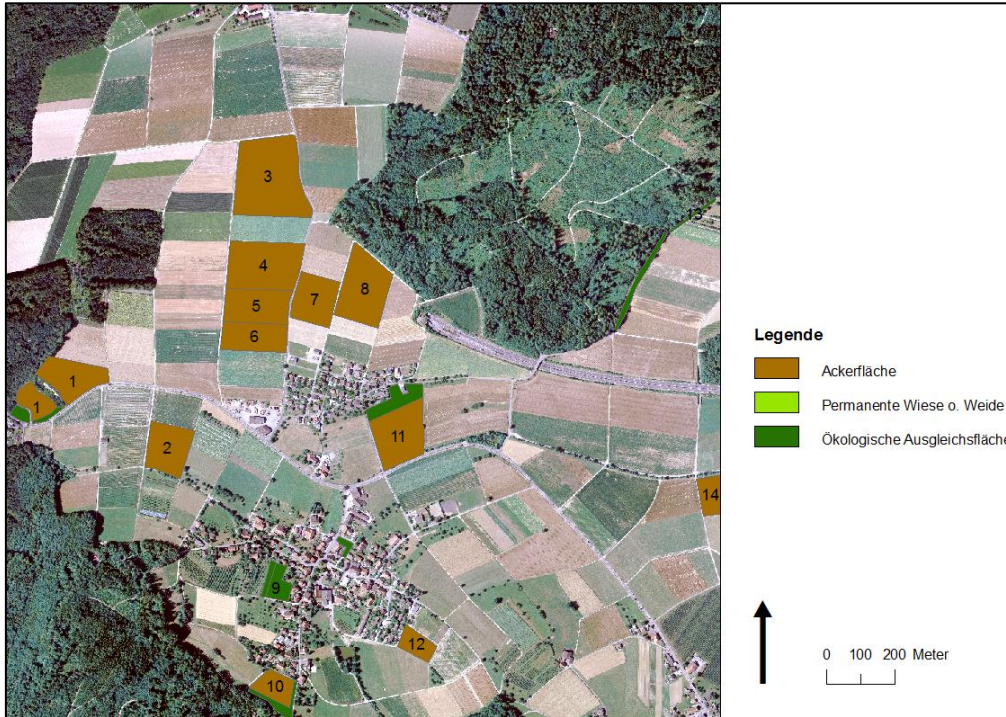 3
4
5
7
8
6
1
1
2
11
14
9
12
10
Legende
Ackerfläche
Permanente Wiese o. Weide
Ökologische Ausgleichsfläche
0 100 200 Meter